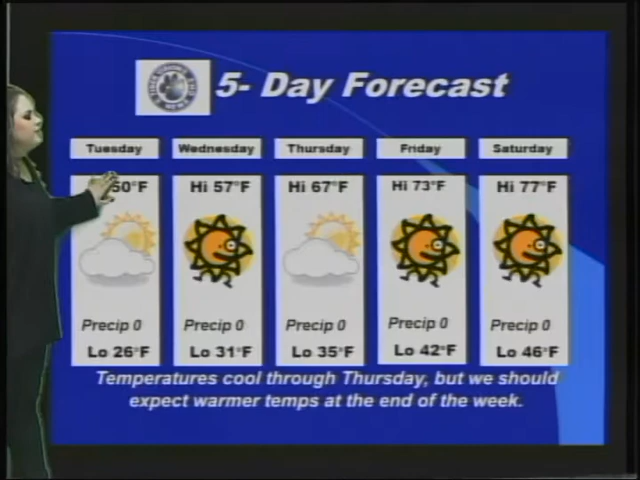 5- Day Forecast
Tuesday Wednesday Thursday Friday Saturday
50°F Hi 57°F Hi 67°F Hi 73°F Hi 77°F
Precip 0 Precip 0 Precip 0 Precip 0 Precip 0
Lo 26°F Lo 31°F Lo 35°F Lo 42°F Lo 46°F
Temperatures cool through Thursday, but we should
expect warmer temps at the end of the week.